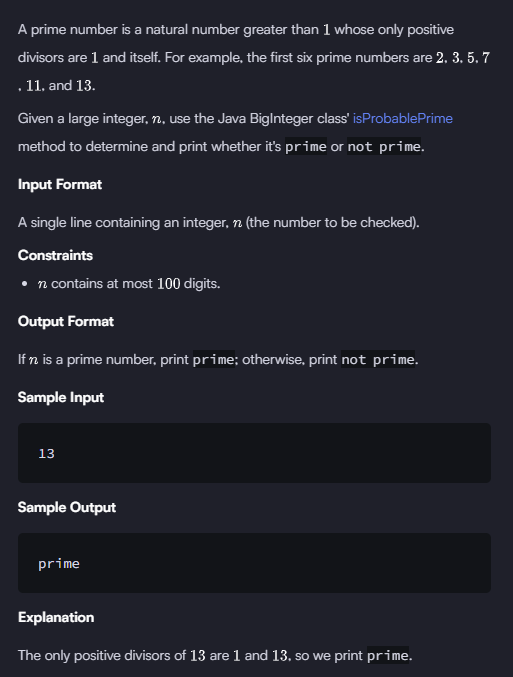 A prime number is a natural number greater than 1 whose only positive
divisors are 1 and itself. For example, the first six prime numbers are 2, 3, 5, 7
, 11, and 13.
Given a large integer, n, use the Java BigInteger class' isProbablePrime
method to determine and print whether it's prime or not prime.
Input Format
A single line containing an integer, n (the number to be checked).
Constraints
• n contains at most 100 digits.
Output Format
If n is a prime number, print prime; otherwise, print not prime.
Sample Input
13
Sample Output
prime
Explanation
The only positive divisors of 13 are 1 and 13, so we print prime.